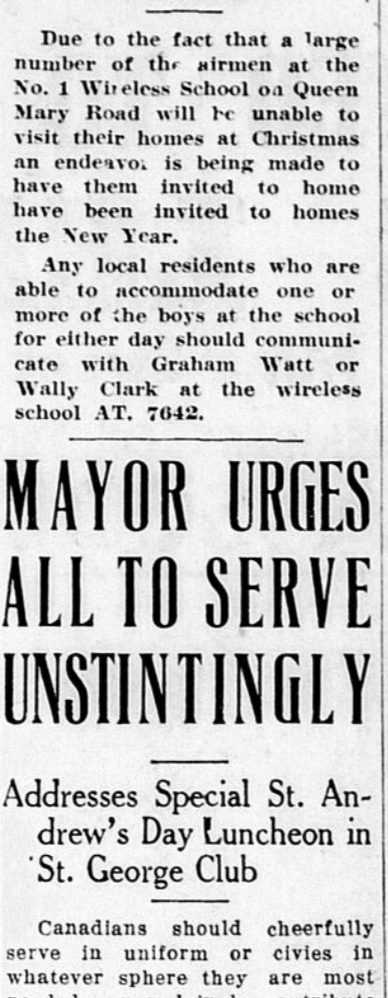 Due to the fact that a large
number of the airmen at the
No. 1 Wireless School on Queen
Mary Road will be unable to
visit their homes at Christmas
an endeavor is being made to
have them invited to home
have been invited to homes
the New Year.
Any local residents who are
able to accommodate one or
more of the boys at the school
for either day should communi-
cate with Graham Watt or
Wally Clark at the wireless
school AT. 7642.
MAYOR URGES
ALL TO SERVE
UNSTINTINGLY
Addresses Special St. An-
drew's Day Luncheon in
St. George Club
Canadians should cheerfully
serve in uniform or civies in
whatever sphere they are most